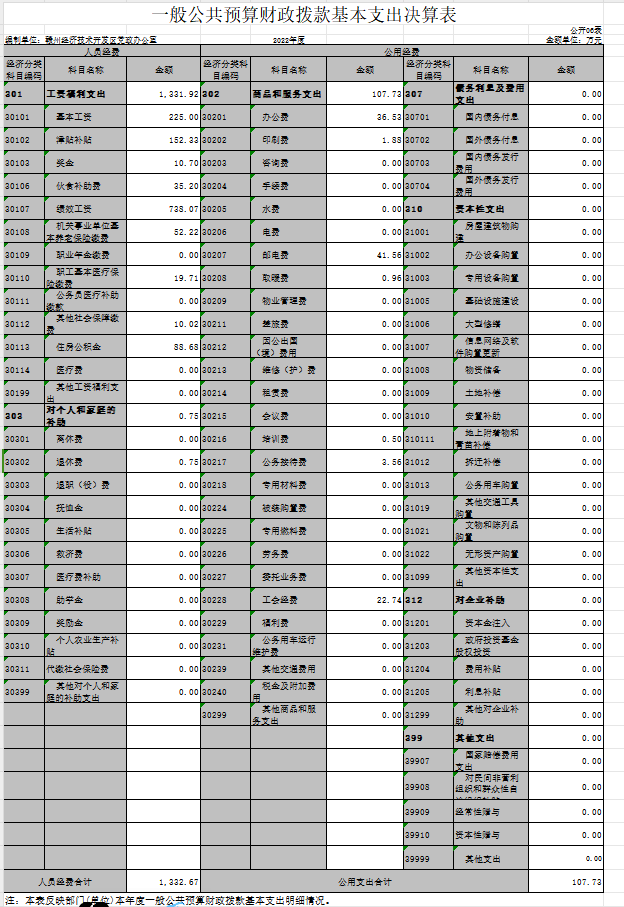 一般公共预算财政拨款基本支出决算表
公开06表
编制单位：赣州经济技术开发区党政办公室 2022年度 金额单位：万元
人员经费 公用经费
经济分类科目编码 科目名称 金额 经济分类科目编码 科目名称 金额 经济分类科目编码 科目名称 金额
301 工资福利支出 1,331.92 302 商品和服务支出 107.73 307 债务利息及费用支出 0.00
30101 基本工资 225.00 30201 办公费 36.53 30701 国内债务付息 0.00
30102 津贴补贴 152.33 30202 印刷费 1.88 30702 国外债务付息 0.00
30103 奖金 10.70 30203 咨询费 0.00 30703 国内债务发行费用 0.00
30106 伙食补助费 35.20 30204 手续费 0.00 30704 国外债务发行费用 0.00
30107 绩效工资 738.07 30205 水费 0.00 310 资本性支出 0.00
30108 机关事业单位基本养老保险缴费 52.22 30206 电费 0.00 31001 房屋建筑物购建 0.00
30109 职业年金缴费 0.00 30207 邮电费 41.56 31002 办公设备购置 0.00
30110 职工基本医疗保险缴费 19.71 30208 取暖费 0.96 31003 专用设备购置 0.00
30111 公务员医疗补助缴款 0.00 30209 物业管理费 0.00 31005 基础设施建设 0.00
30112 其他社会保障缴费 10.02 30211 差旅费 0.00 31006 大型修缮 0.00
30113 住房公积金 88.68 30212 因公出国（境）费用 0.00 31007 信息网络及软件购置更新 0.00
30114 医疗费 0.00 30213 维修（护）费 0.00 31008 物资储备 0.00
30199 其他工资福利支出 0.00 30214 租赁费 0.00 31009 土地补偿 0.00
303 对个人和家庭的补助 0.75 30215 会议费 0.00 31010 安置补助 0.00
30301 离休费 0.00 30216 培训费 0.50 310111 地上附着物和青苗补偿 0.00
30302 退休费 0.75 30217 公务接待费 3.56 31012 拆迁补偿 0.00
30303 退职（役）费 0.00 30218 专用材料费 0.00 31013 公务用车购置 0.00
30304 抚恤金 0.00 30224 被装购置费 0.00 31019 其他交通工具购置 0.00
30305 生活补贴 0.00 30225 专用燃料费 0.00 31021 文物和陈列品购置 0.00
30306 救济费 0.00 30226 劳务费 0.00 31022 无形资产购置 0.00
30307 医疗费补助 0.00 30227 委托业务费 0.00 31099 其他资本性支出 0.00
30308 助学金 0.00 30228 工会经费 22.74 312 对企业补助 0.00
30309 奖励金 0.00 30229 福利费 0.00 31201 资本金注入 0.00
30310 个人农业生产补贴 0.00 30231 公务用车运行维护费 0.00 31203 政府投资基金股权投资 0.00
30311 代缴社会保险费 0.00 30239 其他交通费用 0.00 31204 费用补贴 0.00
30399 其他对个人和家庭的补助支出 0.00 30240 税金及附加费用 0.00 31205 利息补贴 0.00
30299 其他商品和服务支出 0.00 31299 其他对企业补助 0.00
399 其他支出 0.00
39907 国家赔偿费用支出 0.00
39908 对民间非营利组织和群众性自 0.00
39909 经常性赠与 0.00
39910 资本性赠与 0.00
39999 其他支出 0.00
人员经费合计 1,332.67 公用支出合计 107.73
注：本表反映部门(单位)本年度一般公共预算财政拨款基本支出明细情况。